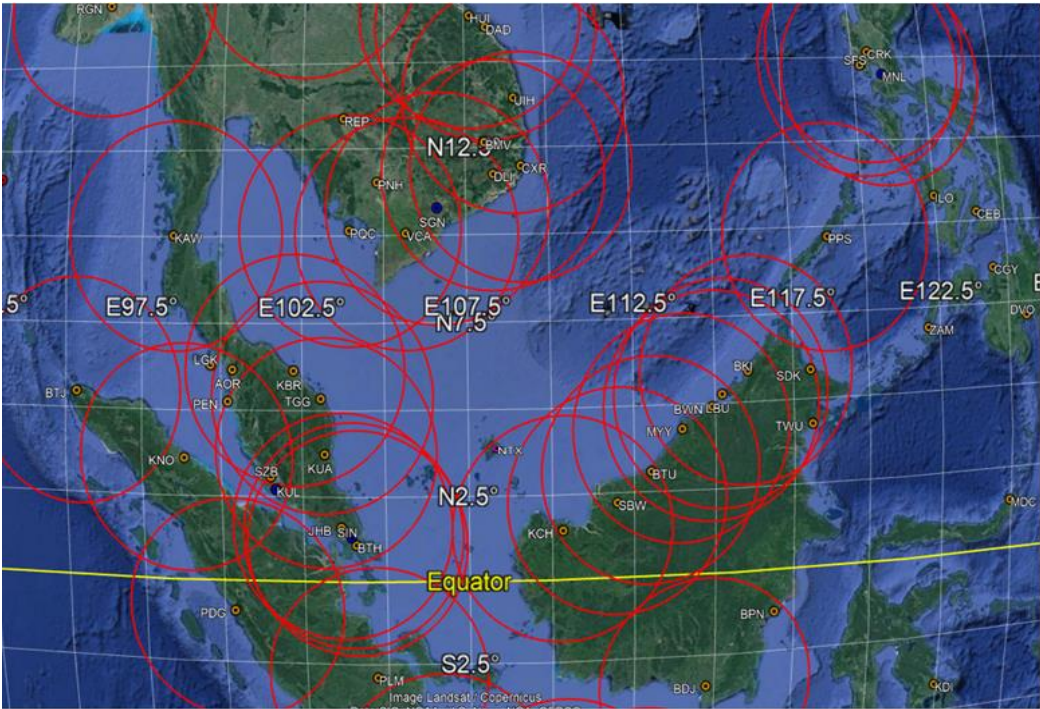 RGN
HUI
DAD
CRK
SFS
MNL
UIH
REP
N12.5°
BMV
CXR
DLI
PNH
ILO
CEB
SGN
KAW
PQC
VCA
PPS
CGY
.5°
E97.5°
E102.5°
E107.5°
E112.5°
E117.5°
E122.5°
E
DVO
N7.5°
ZAM
LGK
AOR
KBR
BKI
SDK
BTJ
PEN
TGG
BWN
LBU
MYY
TWU
KNO
SZB
KUA
NTX
BTU
KUL
N2.5°
SBW
MDC
JHB
SIN
KCH
BTH
Equator
PDG
BPN
S2.5°
PLM
BDJ
KDI
Image Landsat / Copernicus